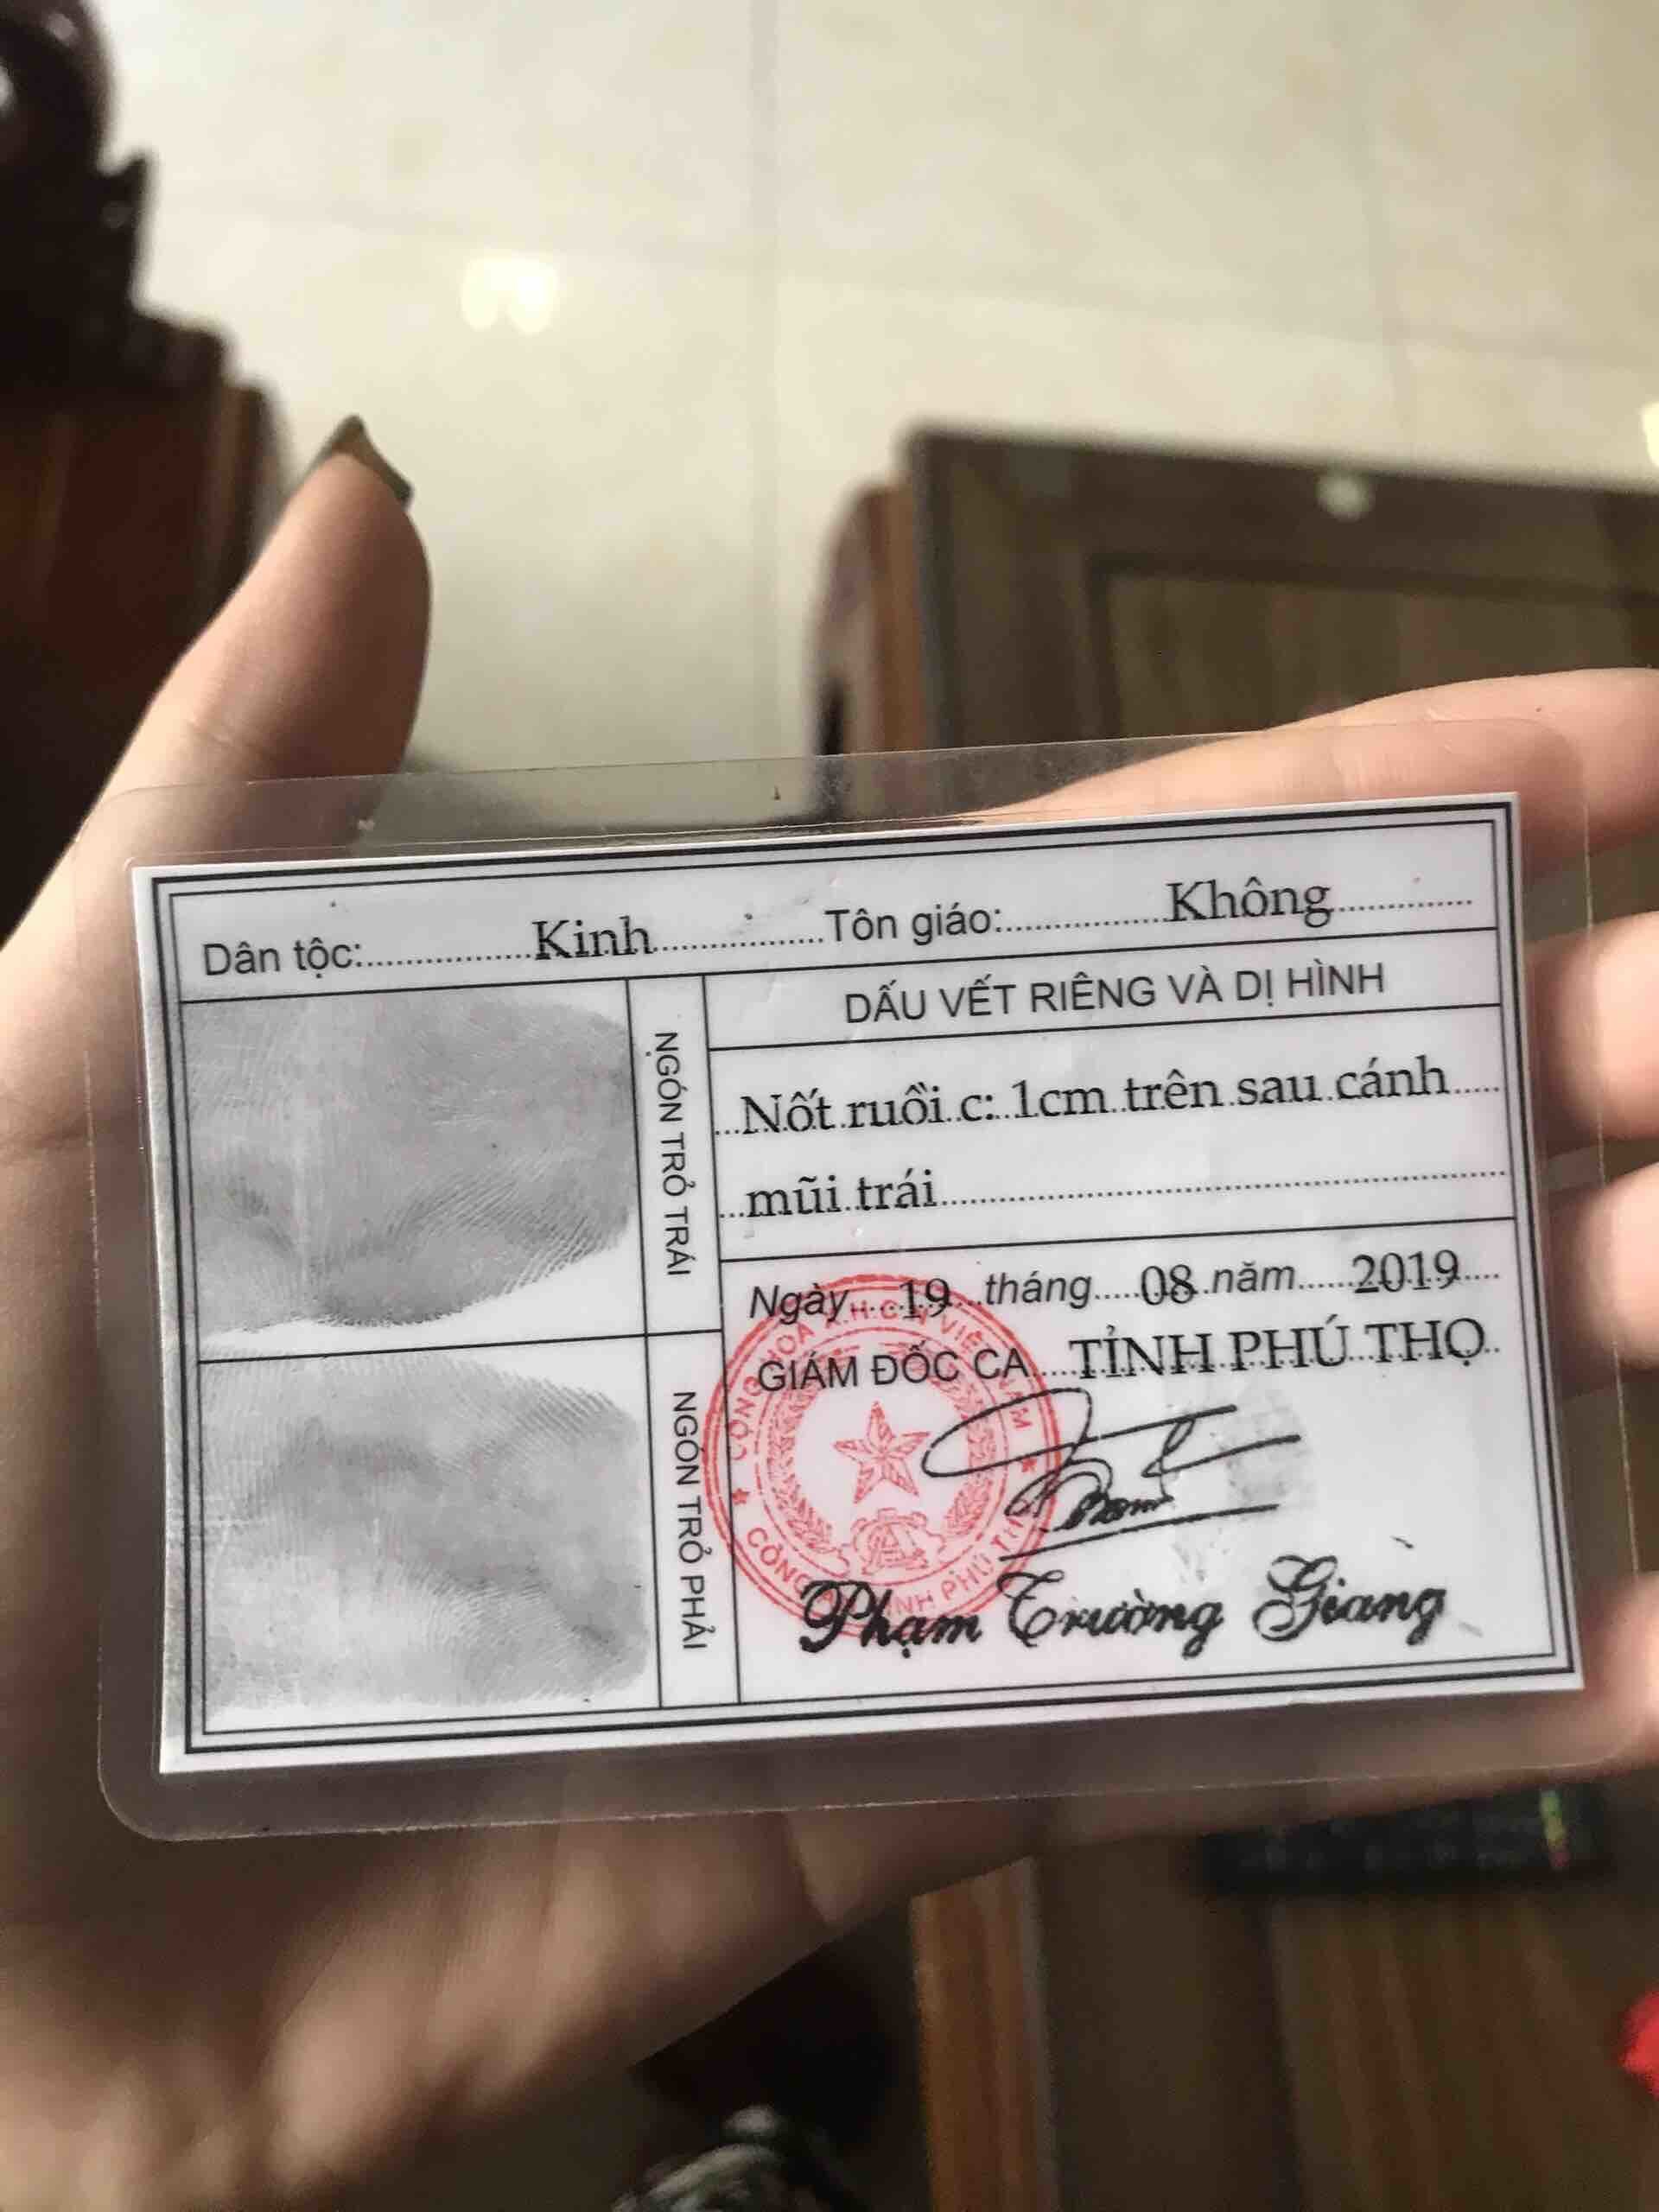 Dân tộc: Kinh Tôn giáo: Không
DẤU VẾT RIÊNG VÀ DỊ HÌNH
NGÓN TRỎ TRÁI
Nốt ruồi c: 1cm trên sau cánh
mũi trái
Ngày 19 tháng 08 năm 2019
GIÁM ĐỐC CA TỈNH PHÚ THỌ
NGÓN TRỎ PHẢI
Phạm Trường Giang